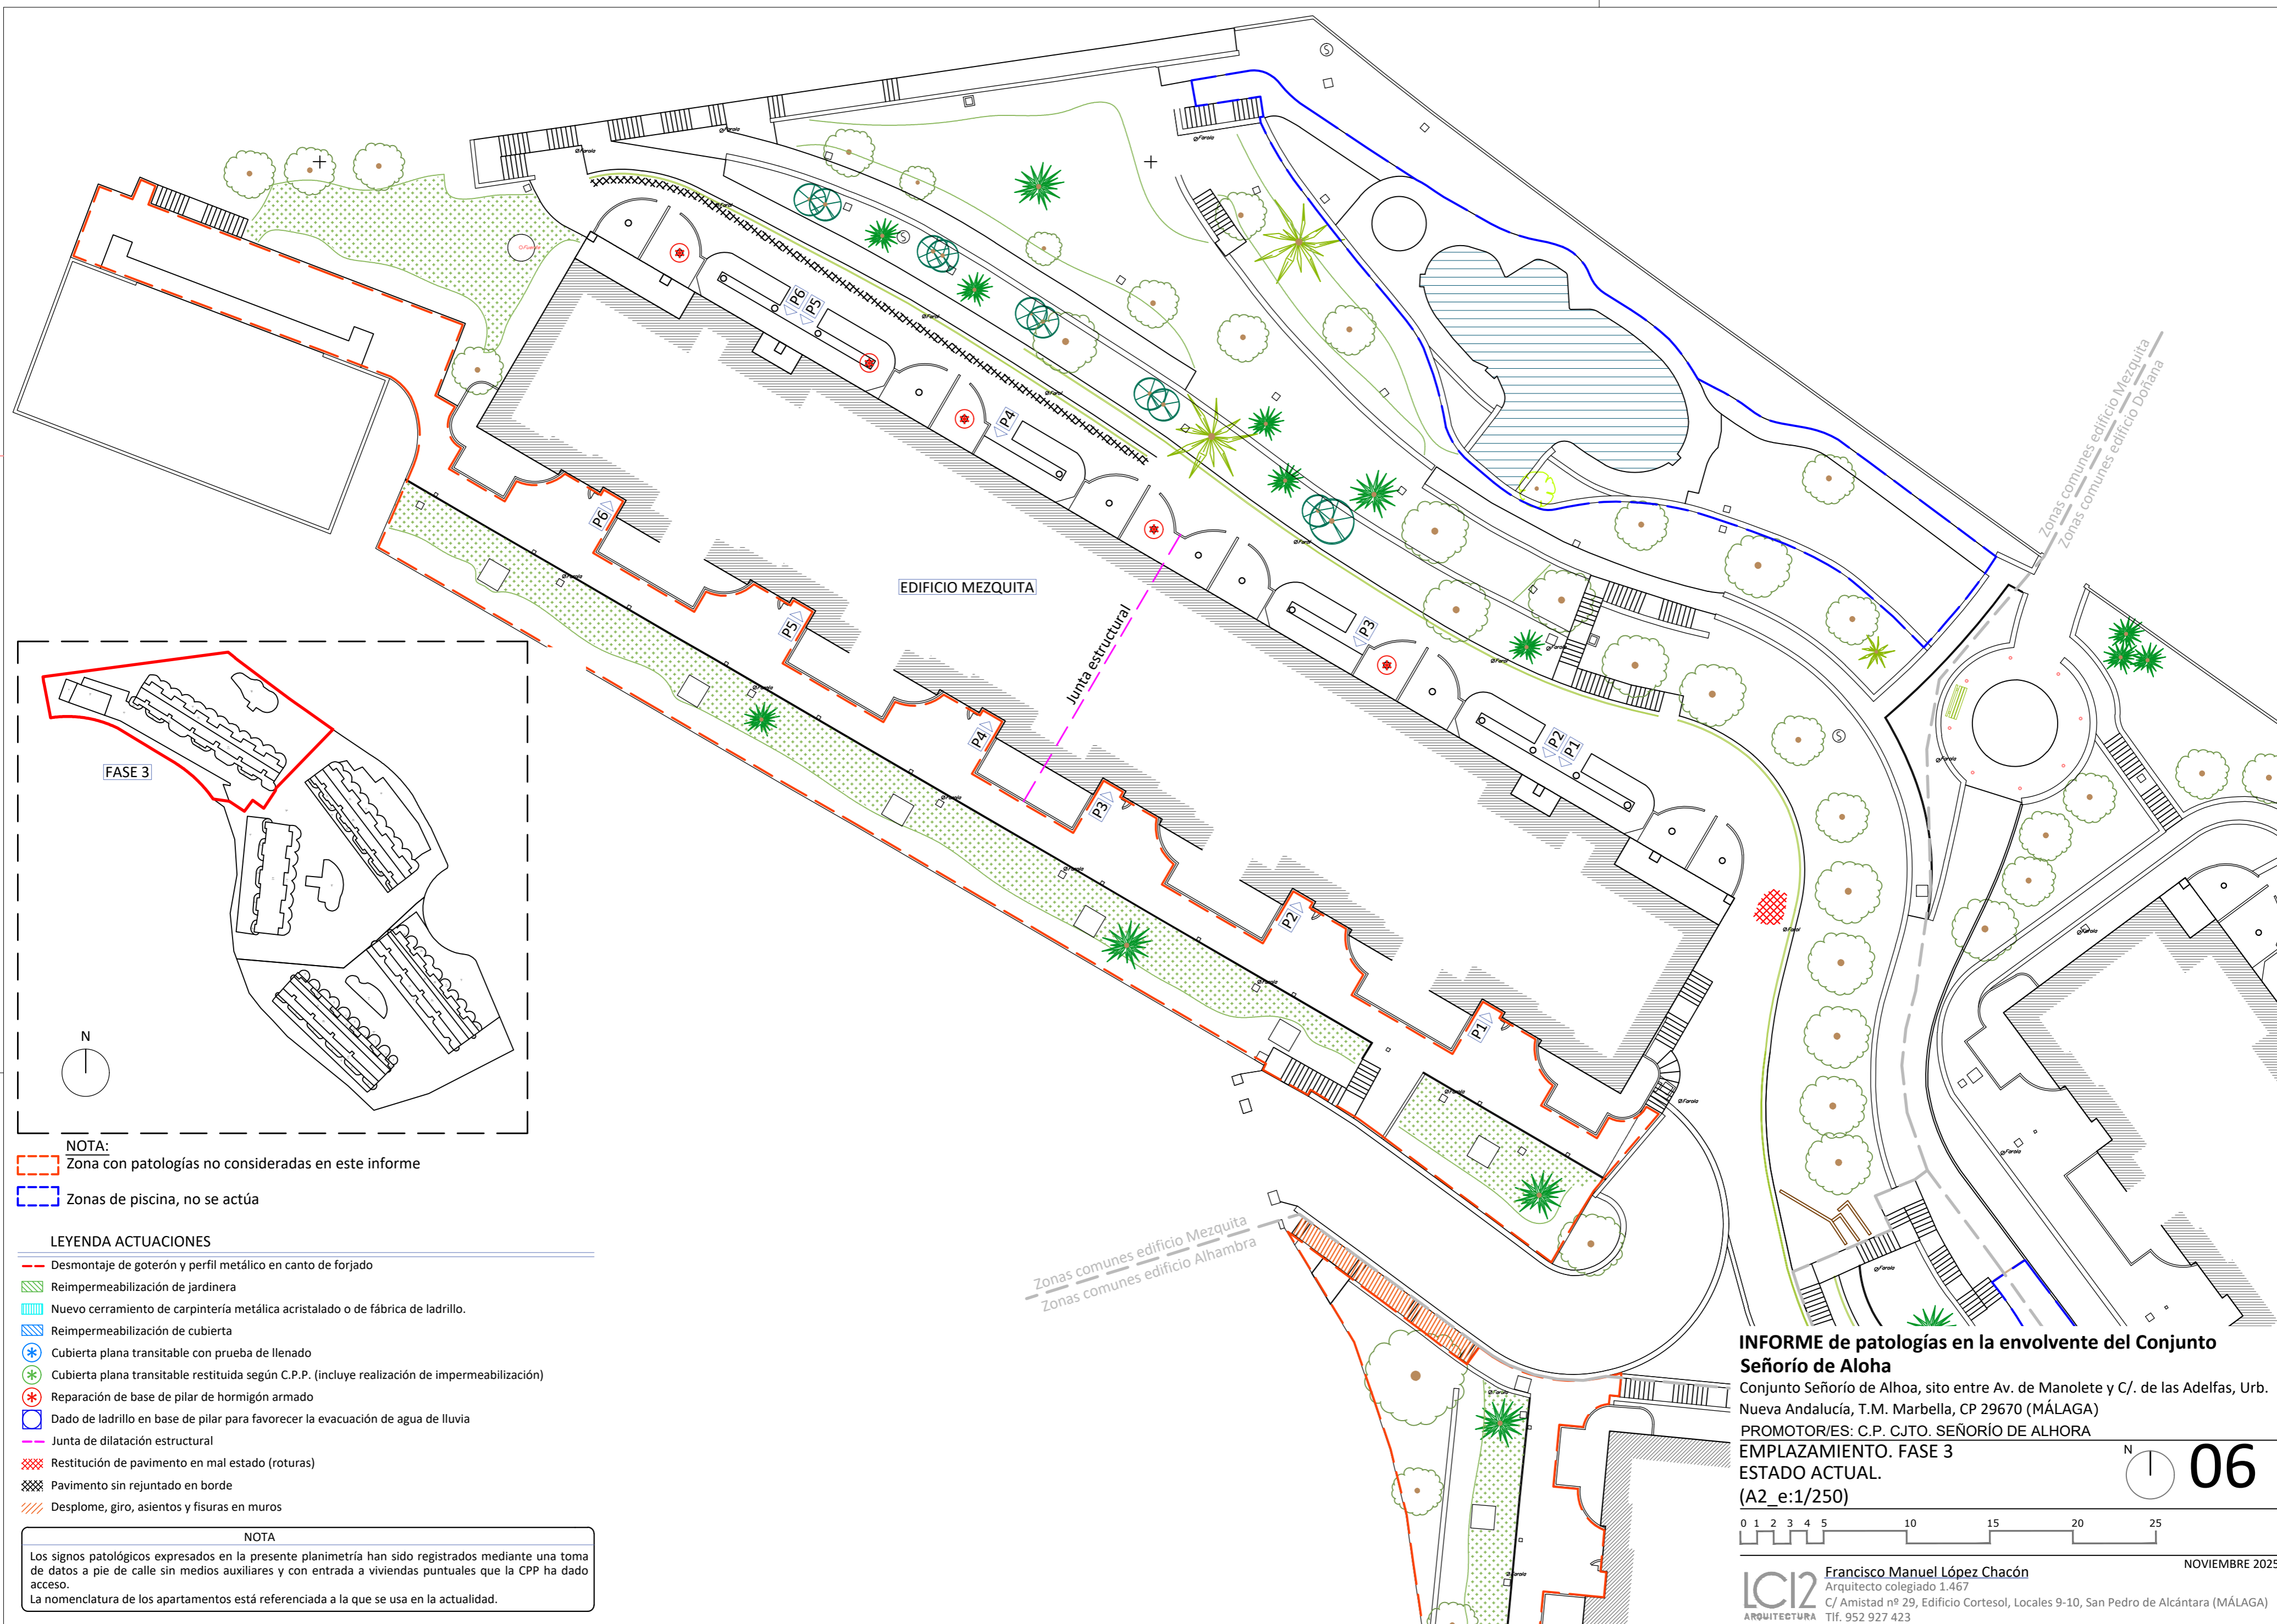 EDIFICIO MEZQUITA
Junta estructural
P6
P5
P4
P3
P2
P1
P6
P5
P4
P3
P2
P1
Zonas comunes edificio Mezquita
Zonas comunes edificio Doñana
Zonas comunes edificio Mezquita
Zonas comunes edificio Alhambra
Farola
Farol
FASE 3
N
NOTA:
Zona con patologías no consideradas en este informe
Zonas de piscina, no se actúa
LEYENDA ACTUACIONES
Desmontaje de goterón y perfil metálico en canto de forjado
Reimpermeabilización de jardinera
Nuevo cerramiento de carpintería metálica acristalado o de fábrica de ladrillo.
Reimpermeabilización de cubierta
Cubierta plana transitable con prueba de llenado
Cubierta plana transitable restituida según C.P.P. (incluye realización de impermeabilización)
Reparación de base de pilar de hormigón armado
Dado de ladrillo en base de pilar para favorecer la evacuación de agua de lluvia
Junta de dilatación estructural
Restitución de pavimento en mal estado (roturas)
Pavimento sin rejuntado en borde
Desplome, giro, asientos y fisuras en muros
NOTA
Los signos patológicos expresados en la presente planimetría han sido registrados mediante una toma
de datos a pie de calle sin medios auxiliares y con entrada a viviendas puntuales que la CPP ha dado
acceso.
La nomenclatura de los apartamentos está referenciada a la que se usa en la actualidad.
INFORME de patologías en la envolvente del Conjunto
Señorío de Aloha
Conjunto Señorío de Alhoa, sito entre Av. de Manolete y C/. de las Adelfas, Urb.
Nueva Andalucía, T.M. Marbella, CP 29670 (MÁLAGA)
PROMOTOR/ES: C.P. CJTO. SEÑORÍO DE ALHORA
EMPLAZAMIENTO. FASE 3
ESTADO ACTUAL.
(A2_e:1/250)
N
06
0 1 2 3 4 5 10 15 20 25
NOVIEMBRE 2025
LC12
ARQUITECTURA
Francisco Manuel López Chacón
Arquitecto colegiado 1.467
C/ Amistad nº 29, Edificio Cortesol, Locales 9-10, San Pedro de Alcántara (MÁLAGA)
Tlf. 952 927 423